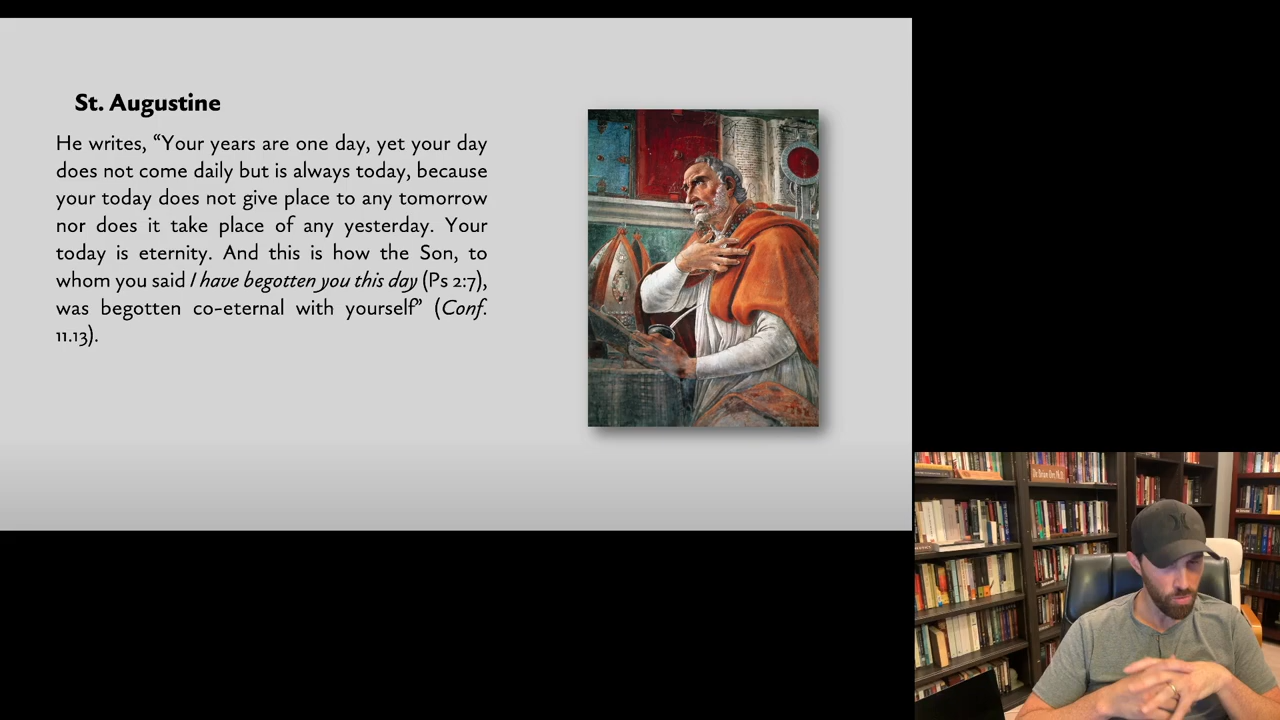 St. Augustine
He writes, “Your years are one day, yet your day
does not come daily but is always today, because
your today does not give place to any tomorrow
nor does it take place of any yesterday. Your
today is eternity. And this is how the Son, to
whom you said I have begotten you this day (Ps 2:7),
was begotten co-eternal with yourself” (Conf.
11.13).